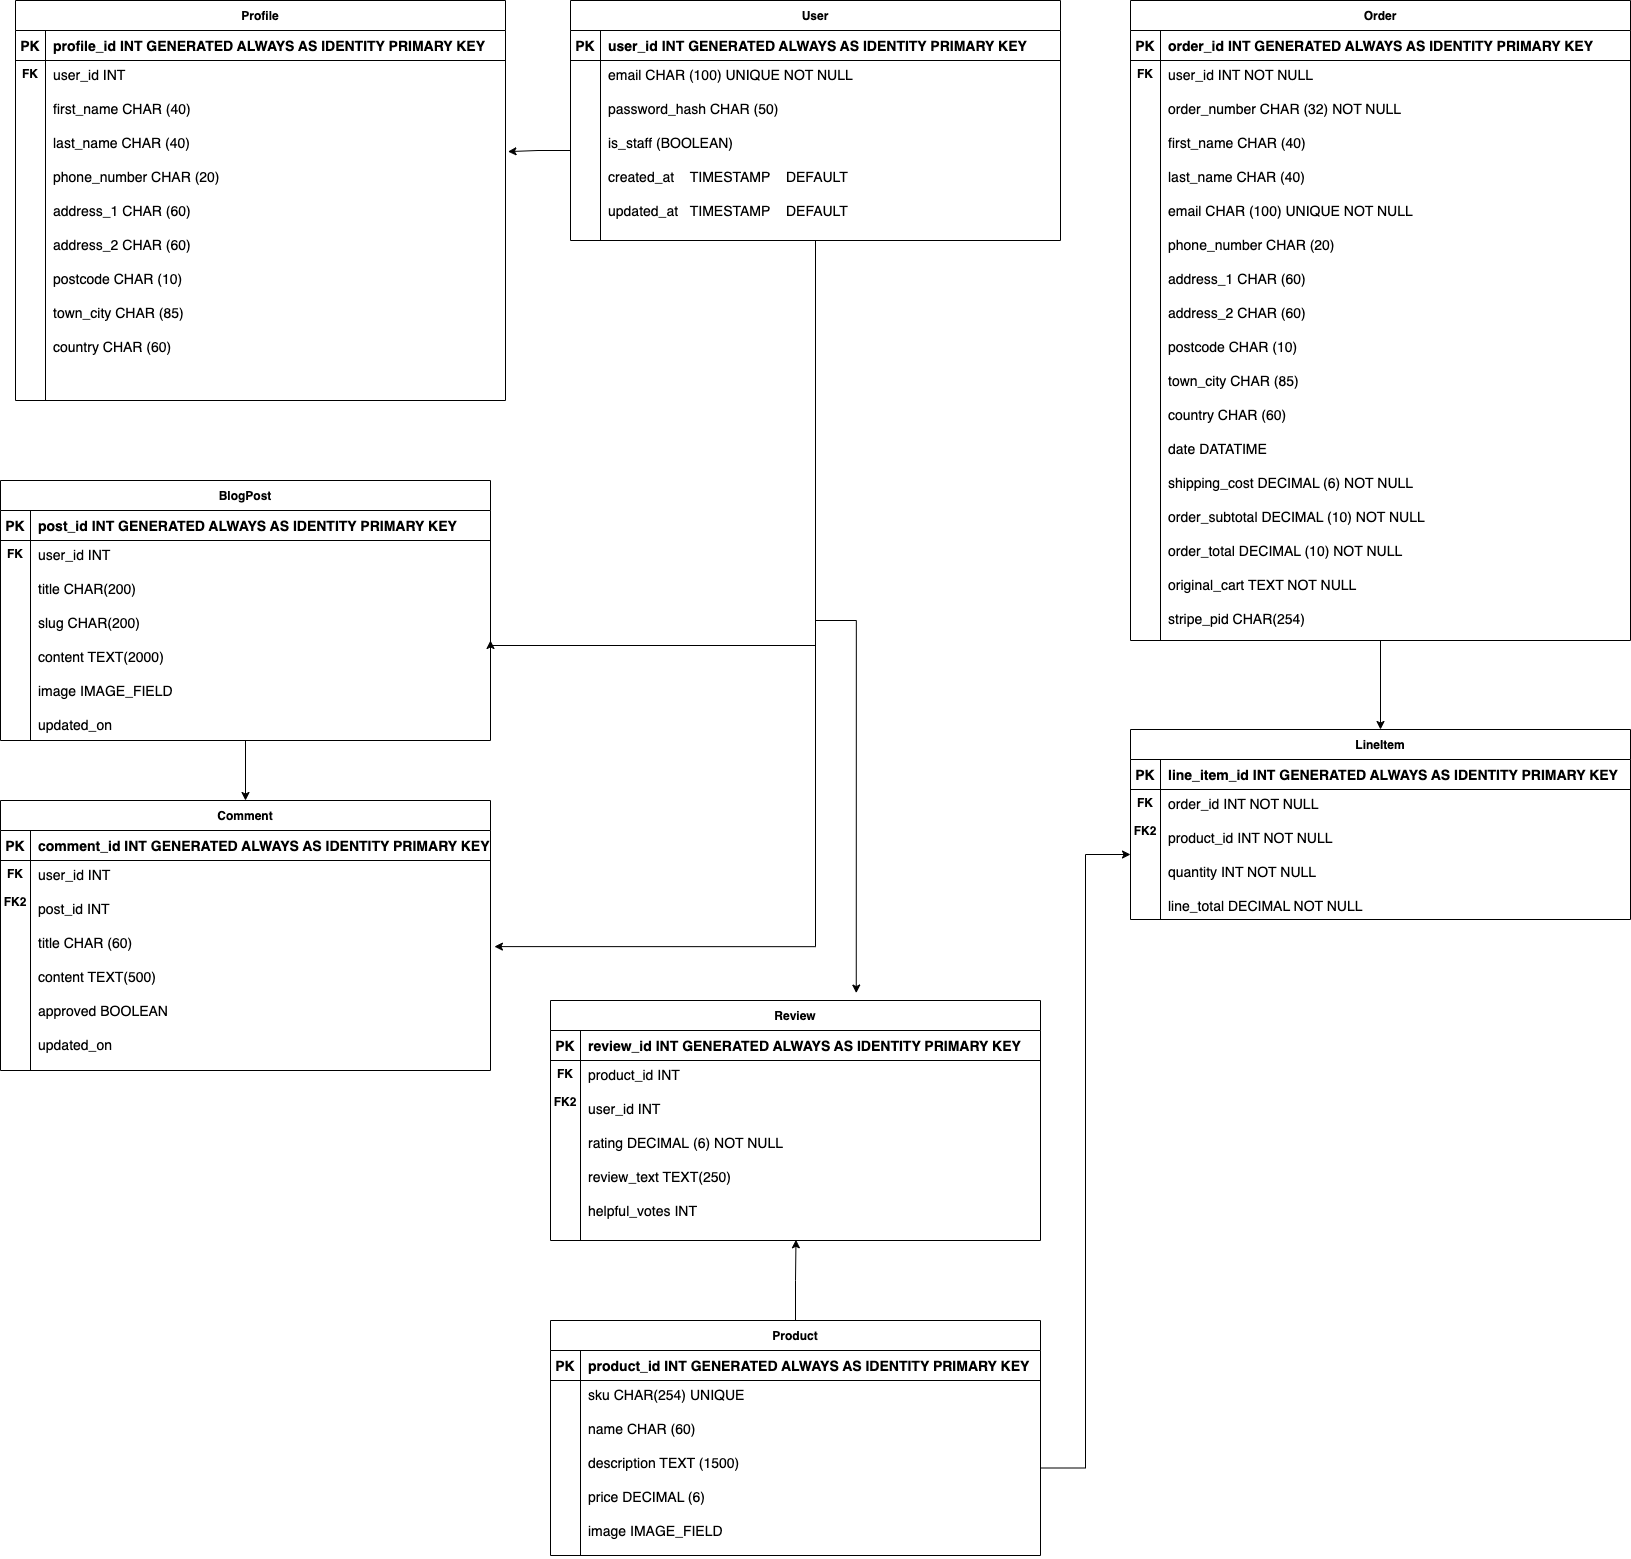 Profile
PK profile_id INT GENERATED ALWAYS AS IDENTITY PRIMARY KEY
FK user_id INT
first_name CHAR (40)
last_name CHAR (40)
phone_number CHAR (20)
address_1 CHAR (60)
address_2 CHAR (60)
postcode CHAR (10)
town_city CHAR (85)
country CHAR (60)
User
PK user_id INT GENERATED ALWAYS AS IDENTITY PRIMARY KEY
email CHAR (100) UNIQUE NOT NULL
password_hash CHAR (50)
is_staff (BOOLEAN)
created_at TIMESTAMP DEFAULT
updated_at TIMESTAMP DEFAULT
Order
PK order_id INT GENERATED ALWAYS AS IDENTITY PRIMARY KEY
FK user_id INT NOT NULL
order_number CHAR (32) NOT NULL
first_name CHAR (40)
last_name CHAR (40)
email CHAR (100) UNIQUE NOT NULL
phone_number CHAR (20)
address_1 CHAR (60)
address_2 CHAR (60)
postcode CHAR (10)
town_city CHAR (85)
country CHAR (60)
date DATATIME
shipping_cost DECIMAL (6) NOT NULL
order_subtotal DECIMAL (10) NOT NULL
order_total DECIMAL (10) NOT NULL
original_cart TEXT NOT NULL
stripe_pid CHAR(254)
BlogPost
PK post_id INT GENERATED ALWAYS AS IDENTITY PRIMARY KEY
FK user_id INT
title CHAR(200)
slug CHAR(200)
content TEXT(2000)
image IMAGE_FIELD
updated_on
Comment
PK comment_id INT GENERATED ALWAYS AS IDENTITY PRIMARY KEY
FK user_id INT
FK2 post_id INT
title CHAR (60)
content TEXT(500)
approved BOOLEAN
updated_on
LineItem
PK line_item_id INT GENERATED ALWAYS AS IDENTITY PRIMARY KEY
FK order_id INT NOT NULL
FK2 product_id INT NOT NULL
quantity INT NOT NULL
line_total DECIMAL NOT NULL
Review
PK review_id INT GENERATED ALWAYS AS IDENTITY PRIMARY KEY
FK product_id INT
FK2 user_id INT
rating DECIMAL (6) NOT NULL
review_text TEXT(250)
helpful_votes INT
Product
PK product_id INT GENERATED ALWAYS AS IDENTITY PRIMARY KEY
sku CHAR(254) UNIQUE
name CHAR (60)
description TEXT (1500)
price DECIMAL (6)
image IMAGE_FIELD